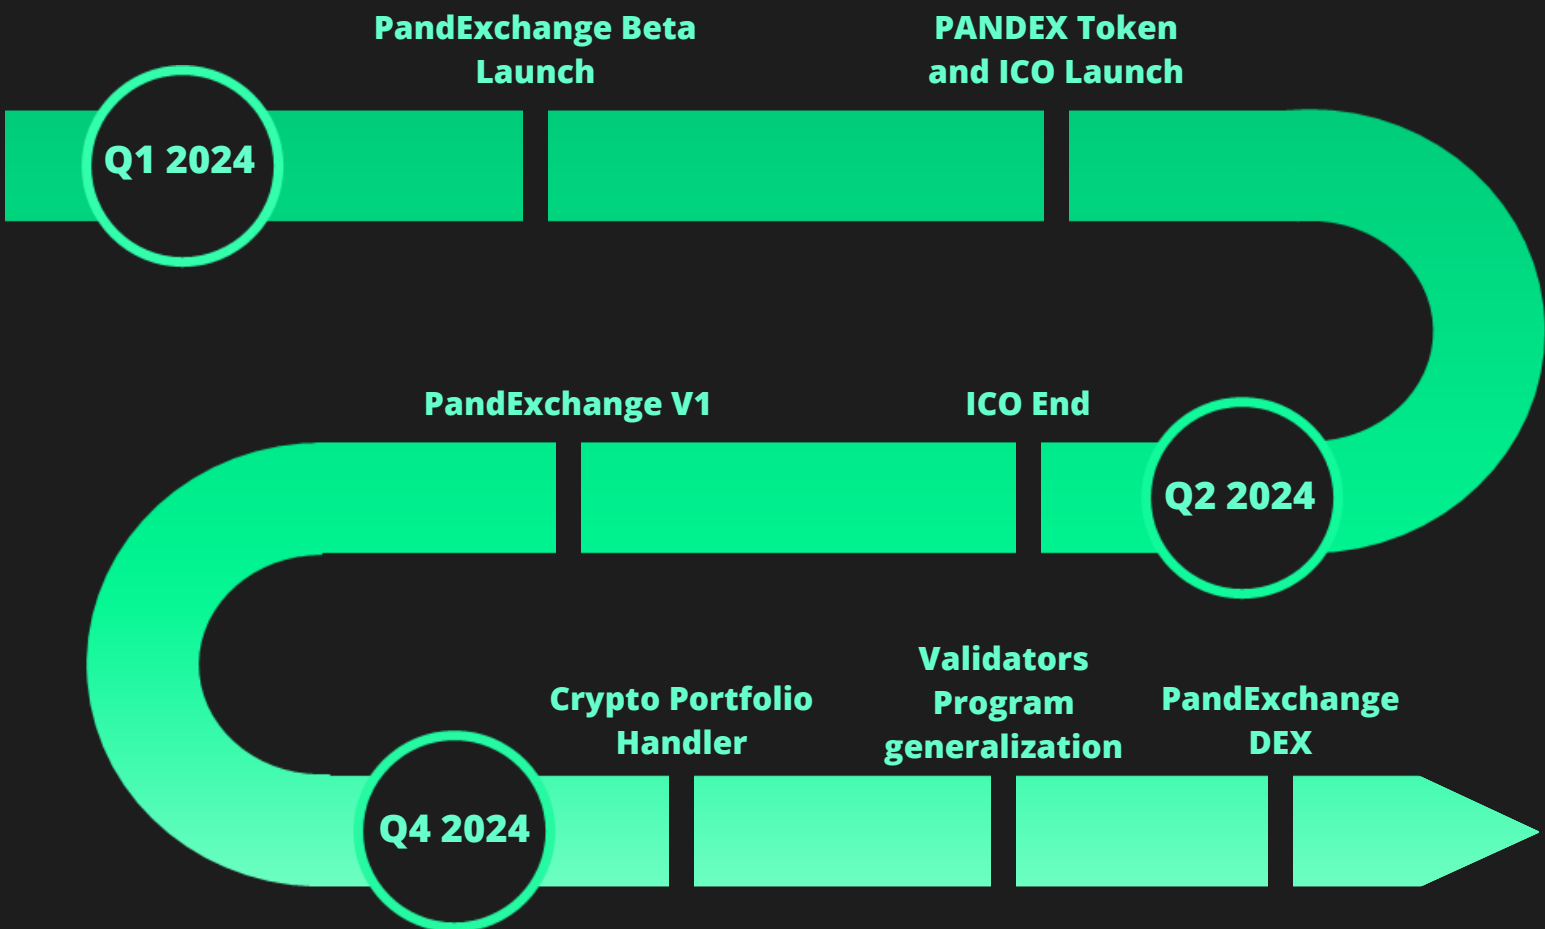 PandExchange Beta
Launch
PANDEX Token
and ICO Launch
Q1 2024
PandExchange V1
ICO End
Q2 2024
Crypto Portfolio
Handler
Validators
Program
generalization
PandExchange
DEX
Q4 2024